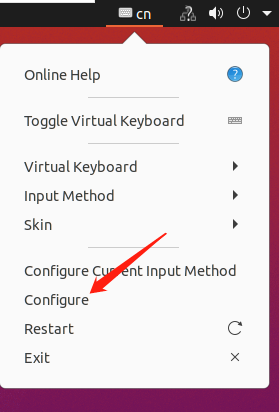 cn
Online Help
?
Toggle Virtual Keyboard
Virtual Keyboard
Input Method
Skin
Configure Current Input Method
Configure
Restart
Exit